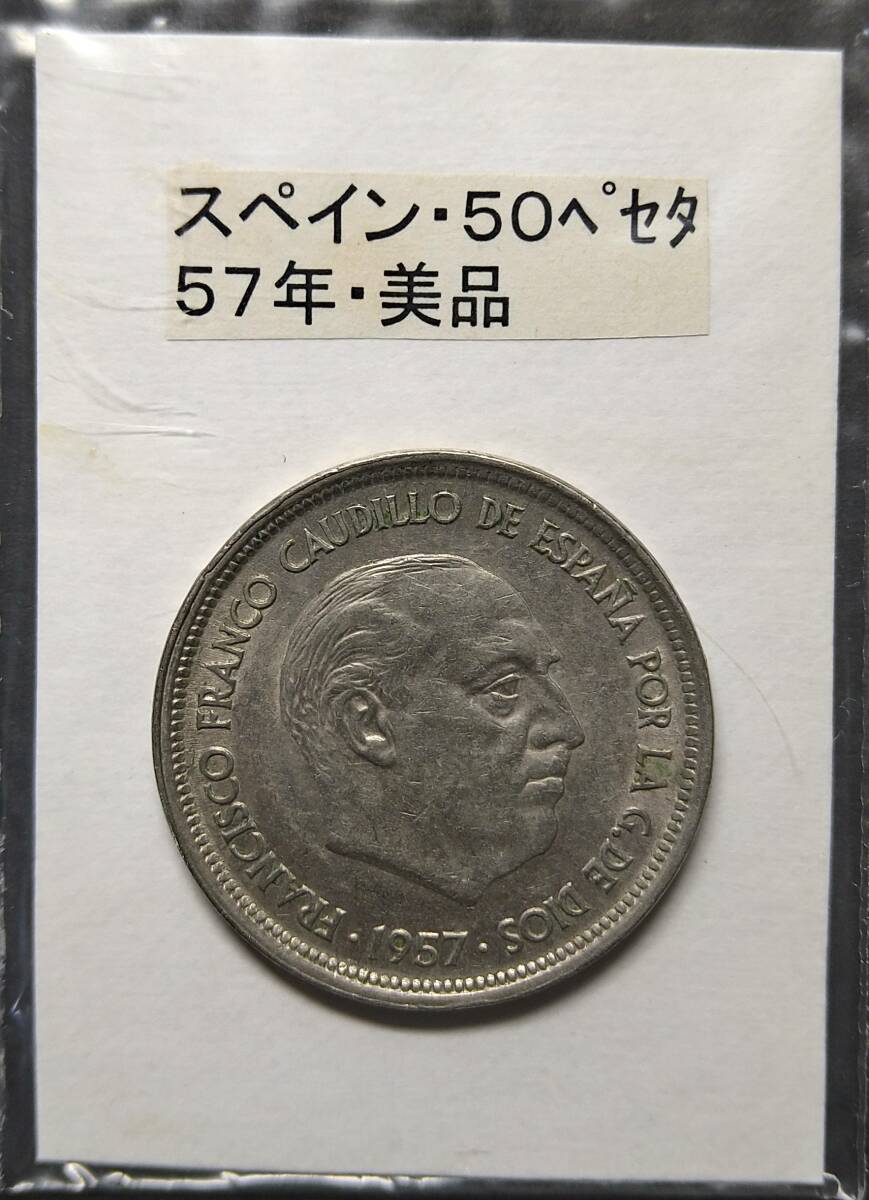 スペイン・50ﾍﾟｾﾀ
57年・美品
FRANCISCO FRANCO CAUDILLO DE ESPAÑA POR LA G. DE DIOS
· 1957 ·